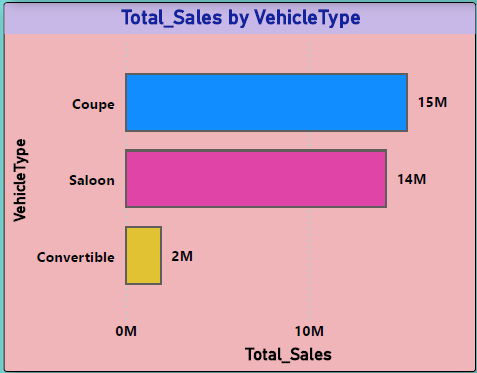 Total_Sales by VehicleType
VehicleType
Coupe
15M
Saloon
14M
Convertible
2M
0M
10M
Total_Sales